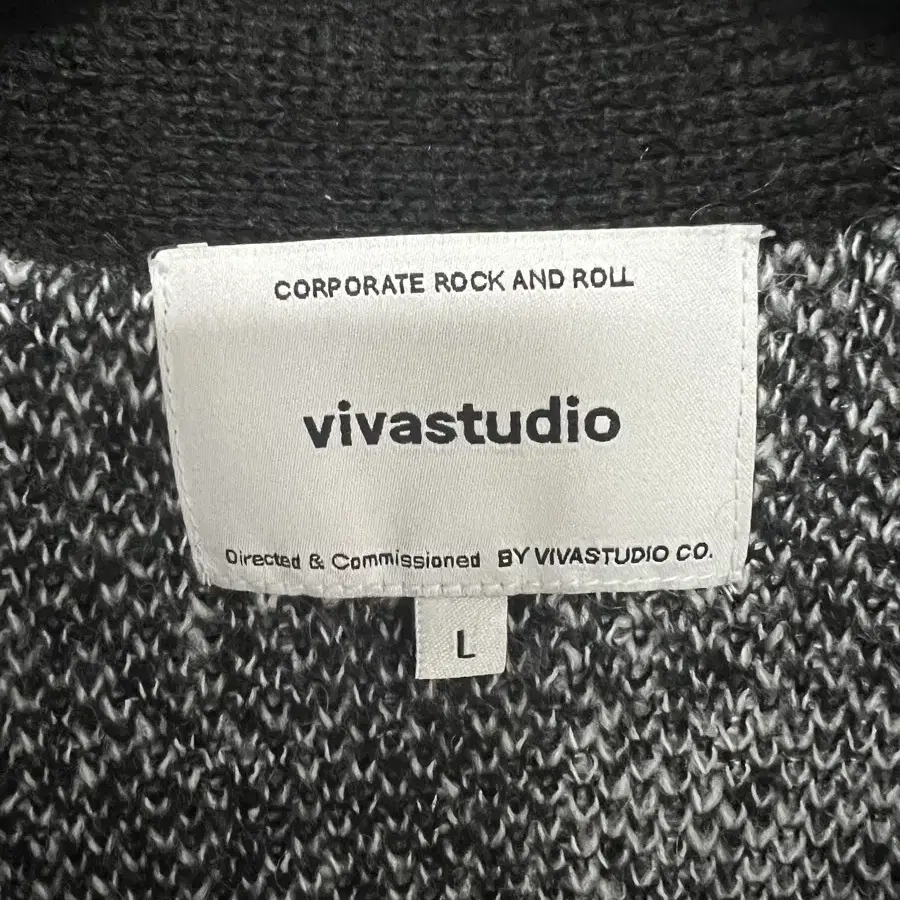 CORPORATE ROCK AND ROLL
vivastudio
Directed & Commissioned BY VIVASTUDIO CO.
L